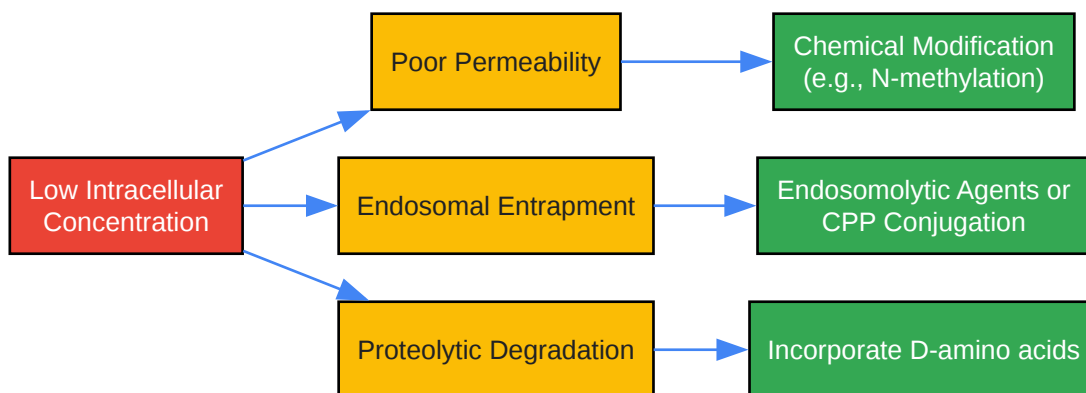 Poor Permeability
Chemical Modification
(e.g., N-methylation)
Low Intracellular
Concentration
Endosomal Entrapment
Endosomolytic Agents or
CPP Conjugation
Proteolytic Degradation
Incorporate D-amino acids